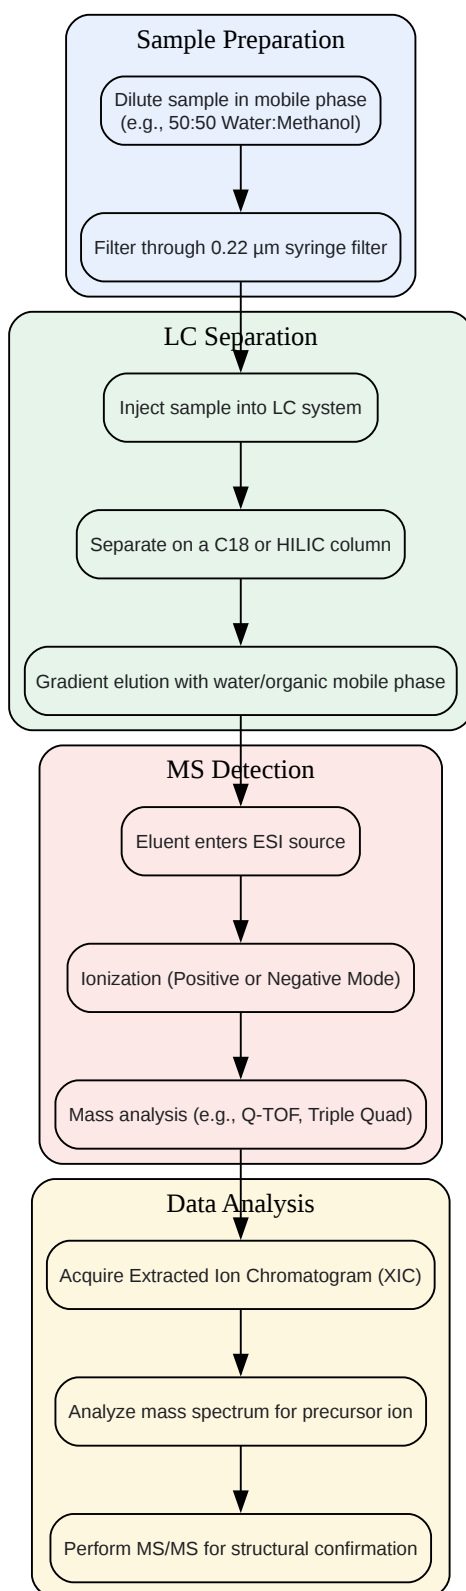 Sample Preparation
Dilute sample in mobile phase
(e.g., 50:50 Water:Methanol)
Filter through 0.22 µm syringe filter
LC Separation
Inject sample into LC system
Separate on a C18 or HILIC column
Gradient elution with water/organic mobile phase
MS Detection
Eluent enters ESI source
Ionization (Positive or Negative Mode)
Mass analysis (e.g., Q-TOF, Triple Quad)
Data Analysis
Acquire Extracted Ion Chromatogram (XIC)
Analyze mass spectrum for precursor ion
Perform MS/MS for structural confirmation